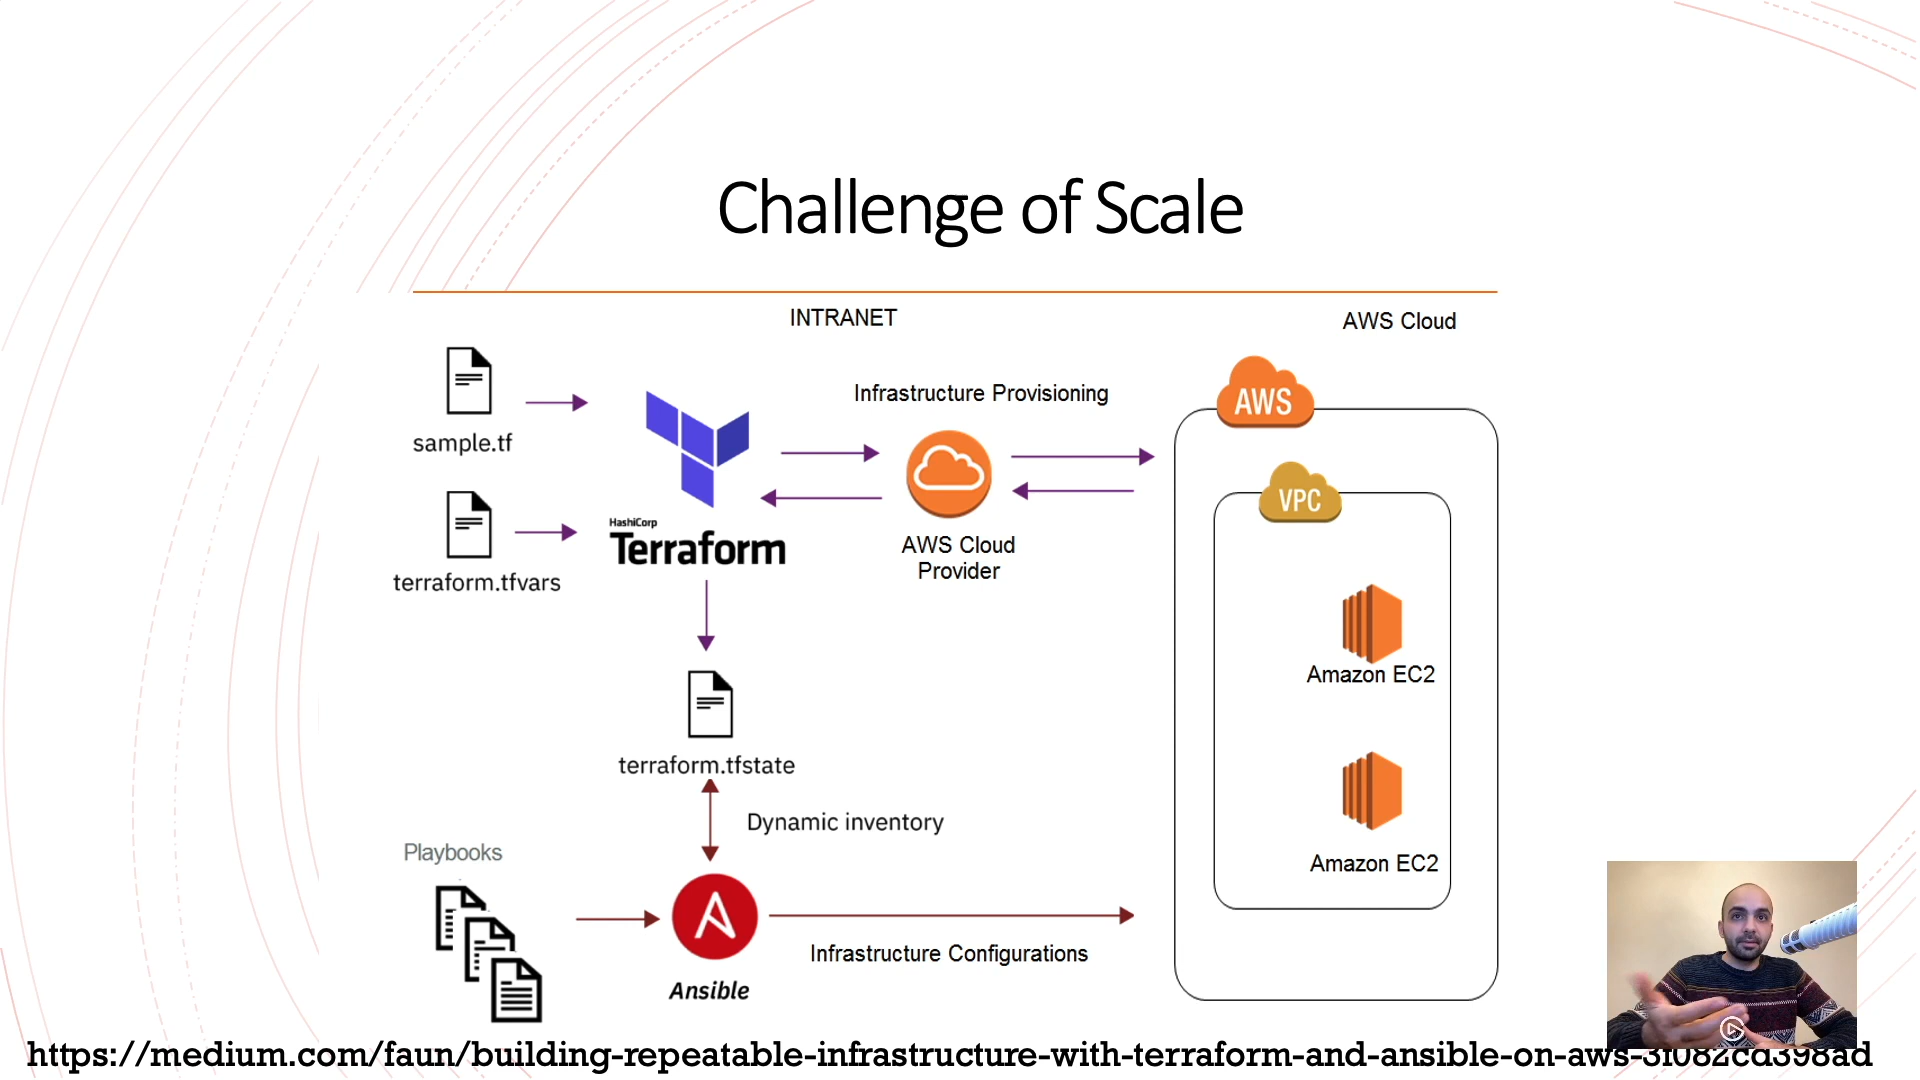 Challenge of Scale
INTRANET
AWS Cloud
sample.tf
Infrastructure Provisioning
AWS
terraform.tfvars
HashiCorp
Terraform
AWS Cloud
Provider
VPC
Amazon EC2
terraform.tfstate
Dynamic inventory
Amazon EC2
Playbooks
Ansible
Infrastructure Configurations
https://medium.com/faun/building-repeatable-infrastructure-with-terraform-and-ansible-on-aws-3f082cd398ad